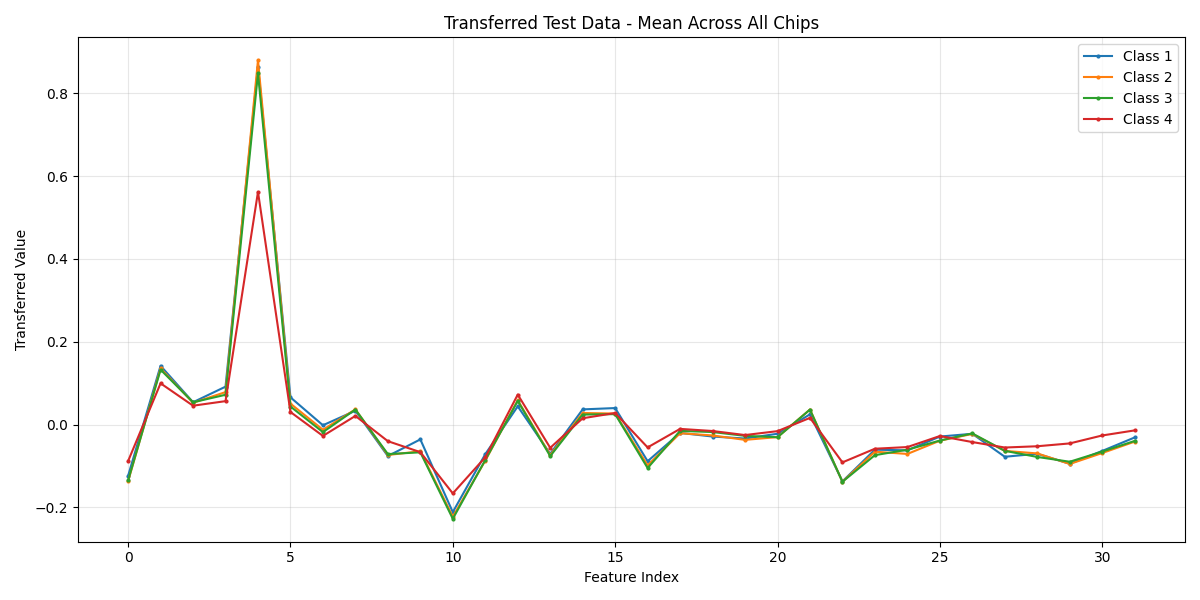 Transferred Test Data - Mean Across All Chips
Transferred Value
0.8
0.6
0.4
0.2
0.0
−0.2
0
5
10
15
20
25
30
Feature Index
Class 1
Class 2
Class 3
Class 4